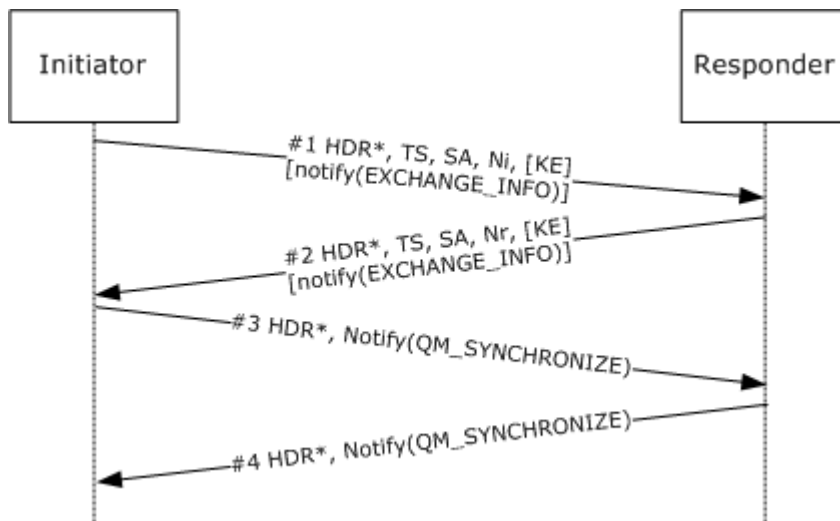 Initiator
Responder
#1 HDR*, TS, SA, Ni, [KE]
[notify(EXCHANGE_INFO)]
#2 HDR*, TS, SA, Nr, [KE]
[notify(EXCHANGE_INFO)]
#3 HDR*, Notify(QM_SYNCHRONIZE)
#4 HDR*, Notify(QM_SYNCHRONIZE)